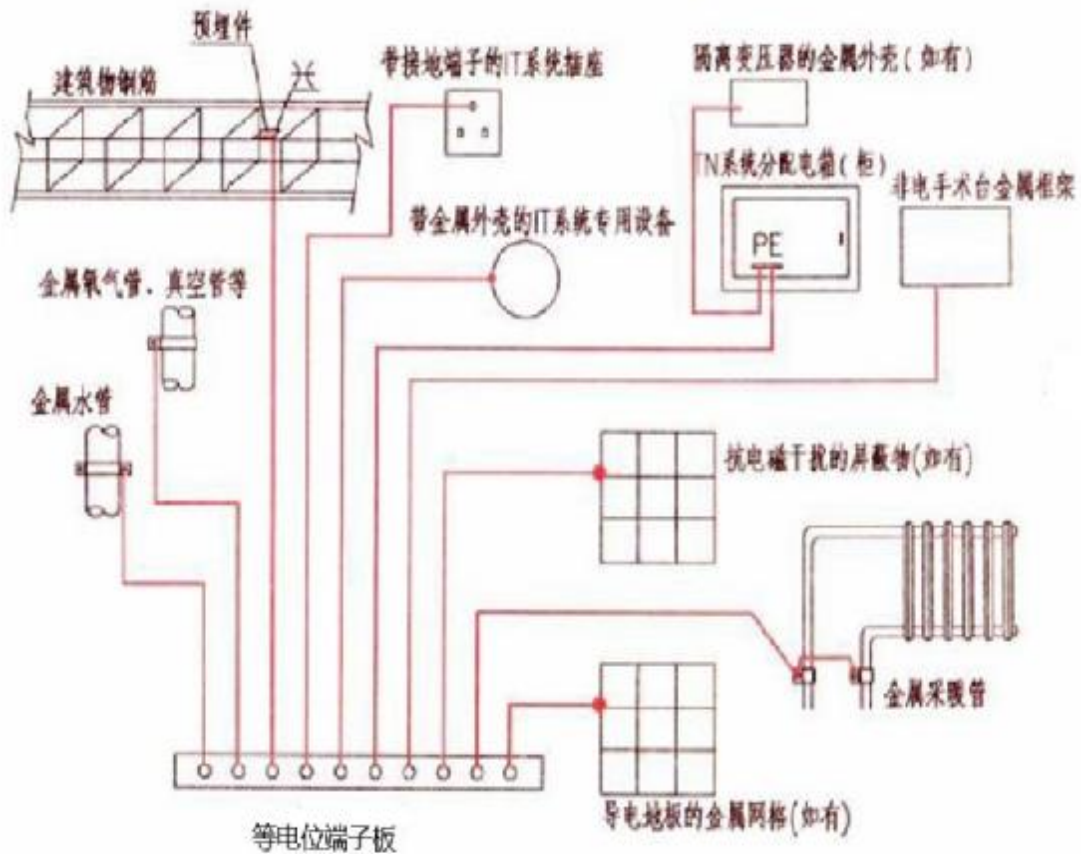 预埋件
建筑物钢筋
带接地端子的IT系统插座
隔离变压器的金属外壳(如有)
TN系统分配电箱(柜)
非电手术台金属框架
PE
带金属外壳的IT系统专用设备
金属氧气管、真空管等
金属水管
抗电磁干扰的屏蔽物(如有)
金属采暖管
导电地板的金属网格(如有)
等电位端子板